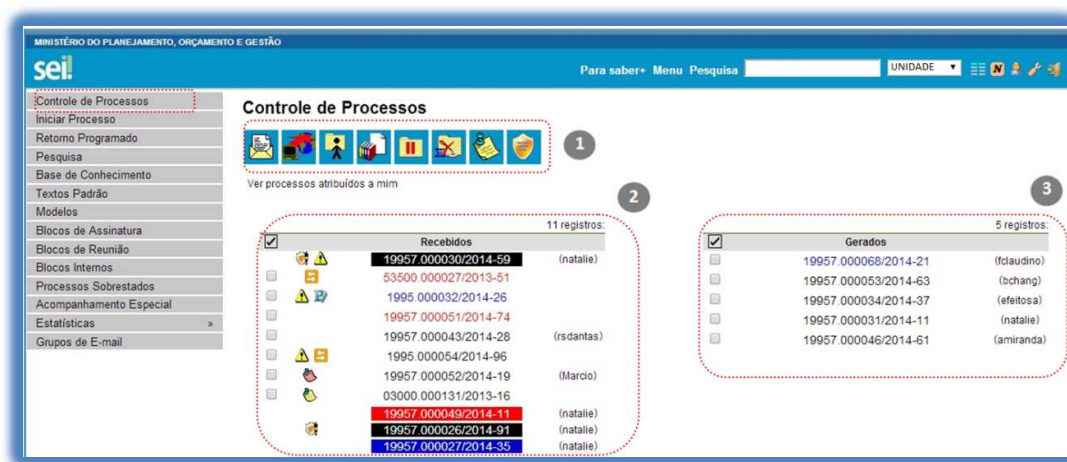 MINISTÉRIO DO PLANEJAMENTO, ORÇAMENTO E GESTÃO
sei!
Para saber+ Menu Pesquisa
UNIDADE
N
Controle de Processos
Iniciar Processo
Retorno Programado
Pesquisa
Base de Conhecimento
Textos Padrão
Modelos
Blocos de Assinatura
Blocos de Reunião
Blocos Internos
Processos Sobrestados
Acompanhamento Especial
Estatísticas »
Grupos de E-mail
Controle de Processos
1
Ver processos atribuídos a mim
2
11 registros:
Recebidos
19957.000030/2014-59 (natalie)
53500.000027/2013-51
1995.000032/2014-26
19957.000051/2014-74
19957.000043/2014-28 (rsdantas)
1995.000054/2014-96
19957.000052/2014-19 (Marcio)
03000.000131/2013-16
19957.000049/2014-11 (natalie)
19957.000026/2014-91 (natalie)
19957.000027/2014-35 (natalie)
3
5 registros:
Gerados
19957.000068/2014-21 (fclaudino)
19957.000053/2014-63 (bchang)
19957.000034/2014-37 (efeitosa)
19957.000031/2014-11 (natalie)
19957.000046/2014-61 (amiranda)